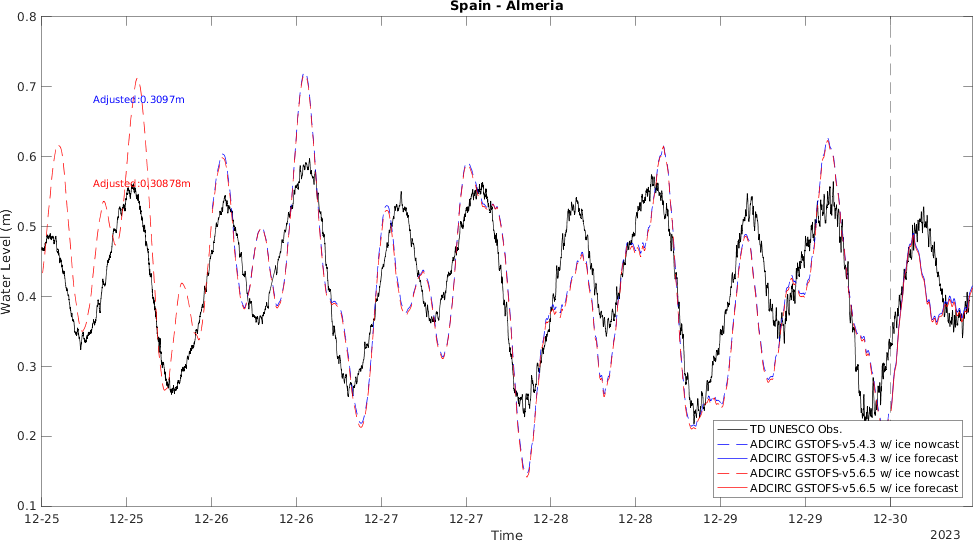 Spain - Almeria
0.8
0.7
0.6
0.5
0.4
0.3
0.2
0.1
Water Level (m)
Adjusted:0.3097m
Adjusted:0.30878m
TD UNESCO Obs.
ADCIRC GSTOFS-v5.4.3 w/ ice nowcast
ADCIRC GSTOFS-v5.4.3 w/ ice forecast
ADCIRC GSTOFS-v5.6.5 w/ ice nowcast
ADCIRC GSTOFS-v5.6.5 w/ ice forecast
12-25 12-25 12-26 12-26 12-27 12-27 12-28 12-28 12-29 12-29 12-30
Time
2023